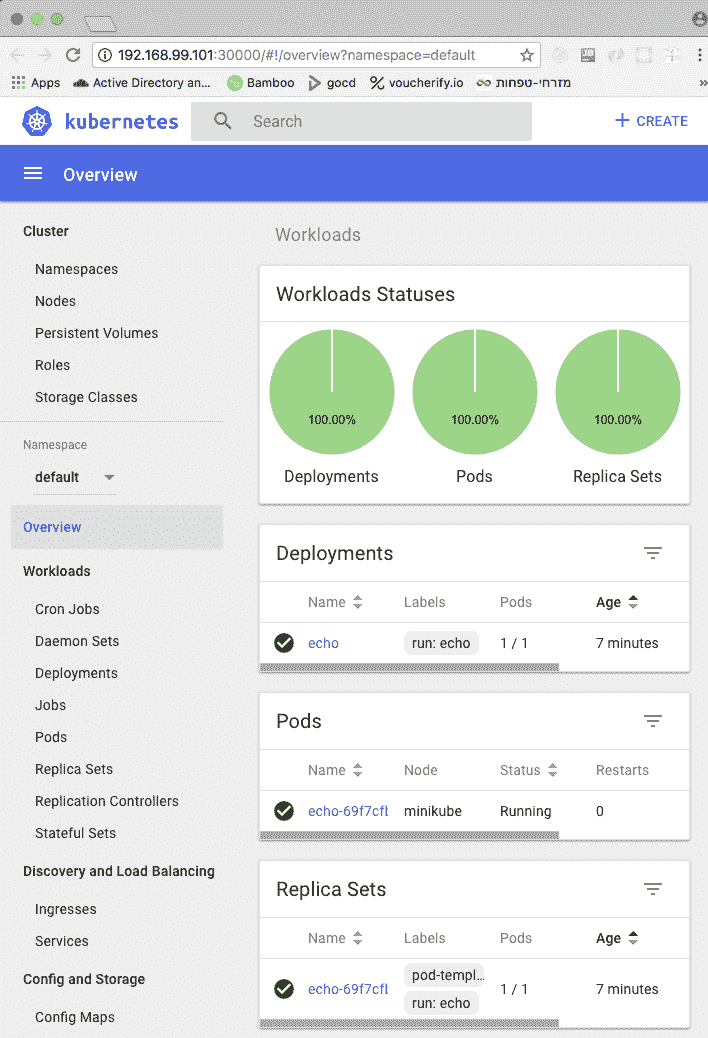 192.168.99.101:30000/#!/overview?namespace=default
Apps Active Directory an... Bamboo gocd voucherify.io מזרחי-טפחות »
kubernetes Search + CREATE
Overview
Cluster
Namespaces
Nodes
Persistent Volumes
Roles
Storage Classes
Namespace
default
Overview
Workloads
Cron Jobs
Daemon Sets
Deployments
Jobs
Pods
Replica Sets
Replication Controllers
Stateful Sets
Discovery and Load Balancing
Ingresses
Services
Config and Storage
Config Maps
Workloads
Workloads Statuses
100.00% 100.00% 100.00%
Deployments Pods Replica Sets
Deployments
Name Labels Pods Age
echo run: echo 1 / 1 7 minutes
Pods
Name Node Status Restarts
echo-69f7cfb minikube Running 0
Replica Sets
Name Labels Pods Age
echo-69f7cfb pod-templ... 1 / 1 7 minutes
run: echo